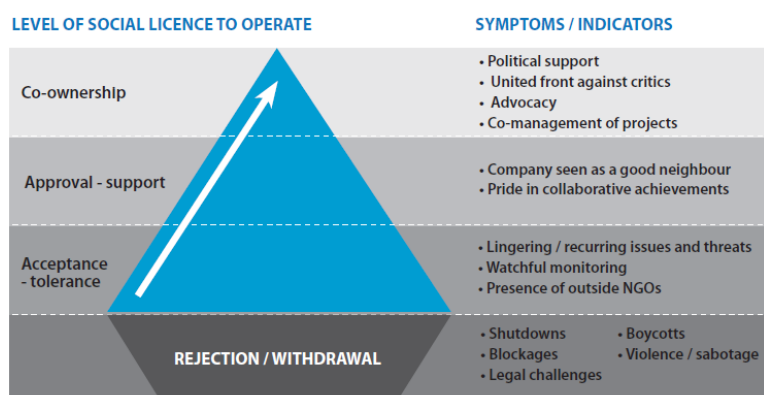 LEVEL OF SOCIAL LICENCE TO OPERATE
SYMPTOMS / INDICATORS
Co-ownership
• Political support
• United front against critics
• Advocacy
• Co-management of projects
Approval - support
• Company seen as a good neighbour
• Pride in collaborative achievements
Acceptance
- tolerance
• Lingering / recurring issues and threats
• Watchful monitoring
• Presence of outside NGOs
REJECTION / WITHDRAWAL
• Shutdowns
• Blockages
• Legal challenges
• Boycotts
• Violence / sabotage